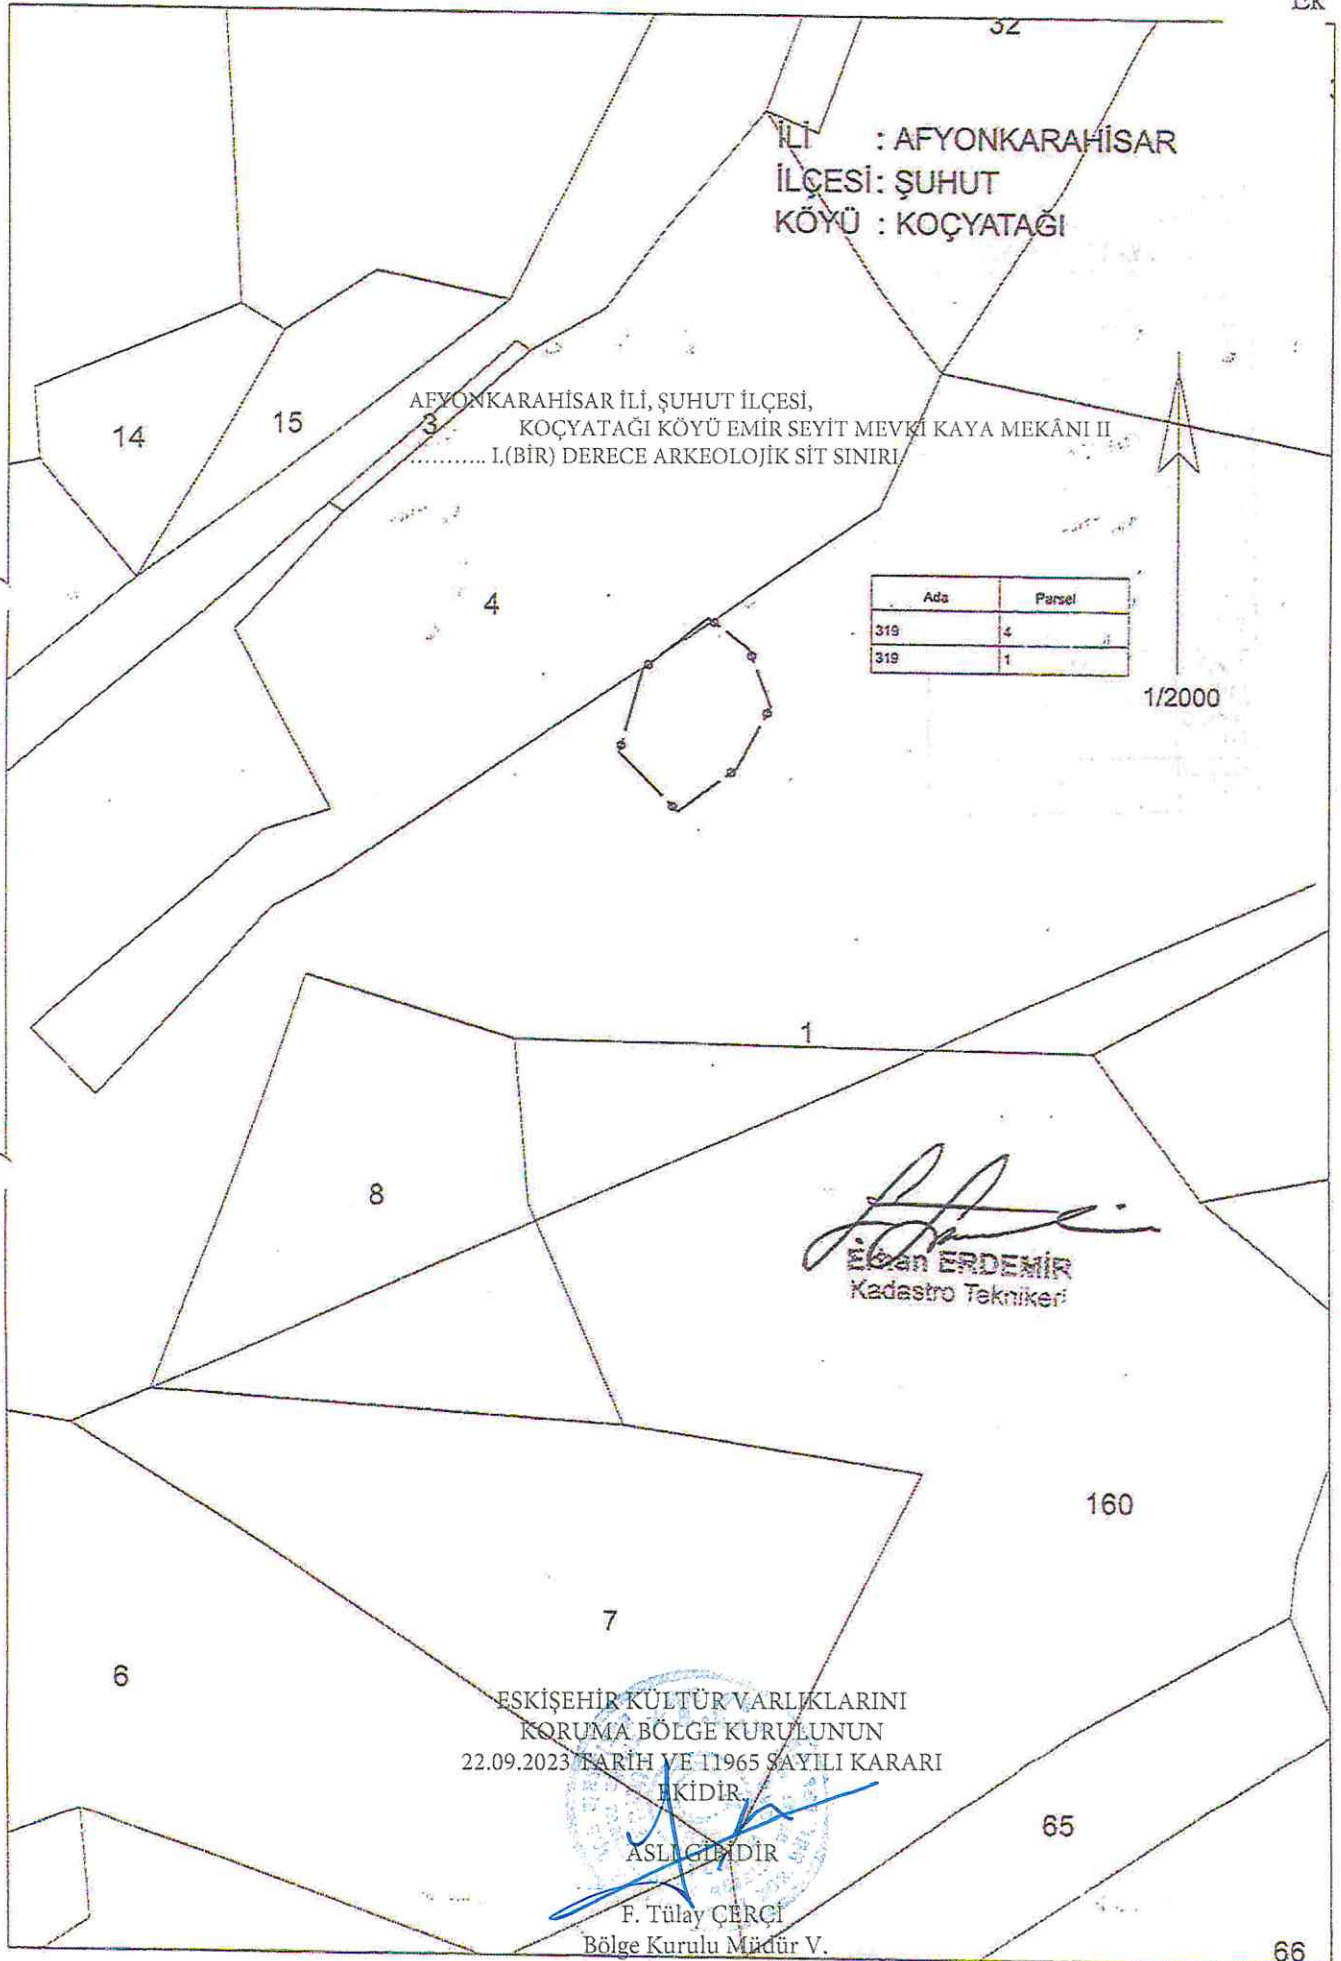 Ek
32
İLİ : AFYONKARAHİSAR
İLÇESİ : ŞUHUT
KÖYÜ : KOÇYATAĞI
AFYONKARAHİSAR İLİ, ŞUHUT İLÇESİ,
KOÇYATAĞI KÖYÜ EMİR SEYİT MEVKİ KAYA MEKÂNI II
............ I.(BİR) DERECE ARKEOLOJİK SİT SINIRI
14
15
3
4
Ada Parsel
319 4
319 1
1/2000
1
8
ERDEMİR
Kadastro Teknikeri
160
7
6
ESKİŞEHİR KÜLTÜR VARLIKLARINI
KORUMA BÖLGE KURULUNUN
22.09.2023 TARİH VE 11965 SAYILI KARARI
EKİDİR.
ASLI GİBİDİR
F. Tülay ÇERÇİ
Bölge Kurulu Müdür V.
65
66